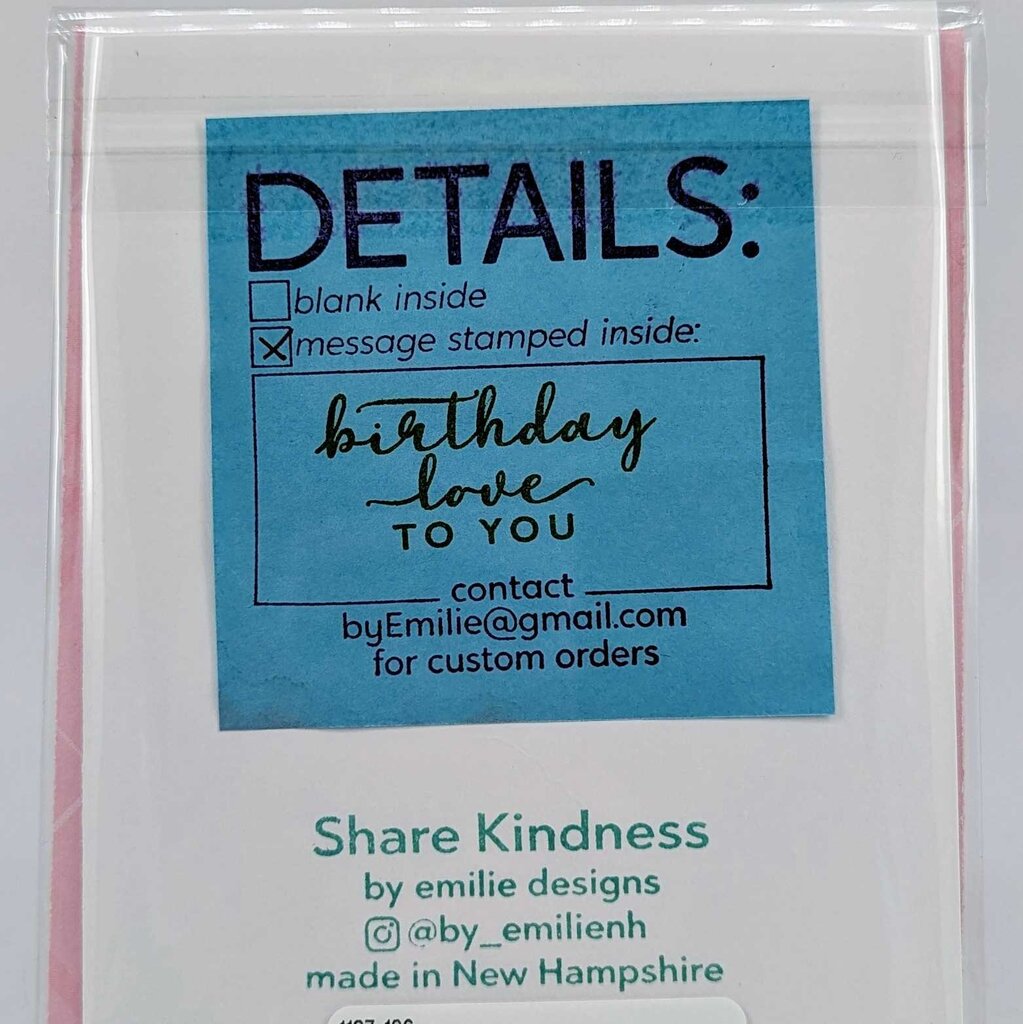 DETAILS:
blank inside
message stamped inside:
birthday
love
TO YOU
contact
byEmilie@gmail.com
for custom orders
Share Kindness
by emilie designs
@by_emilienh
made in New Hampshire